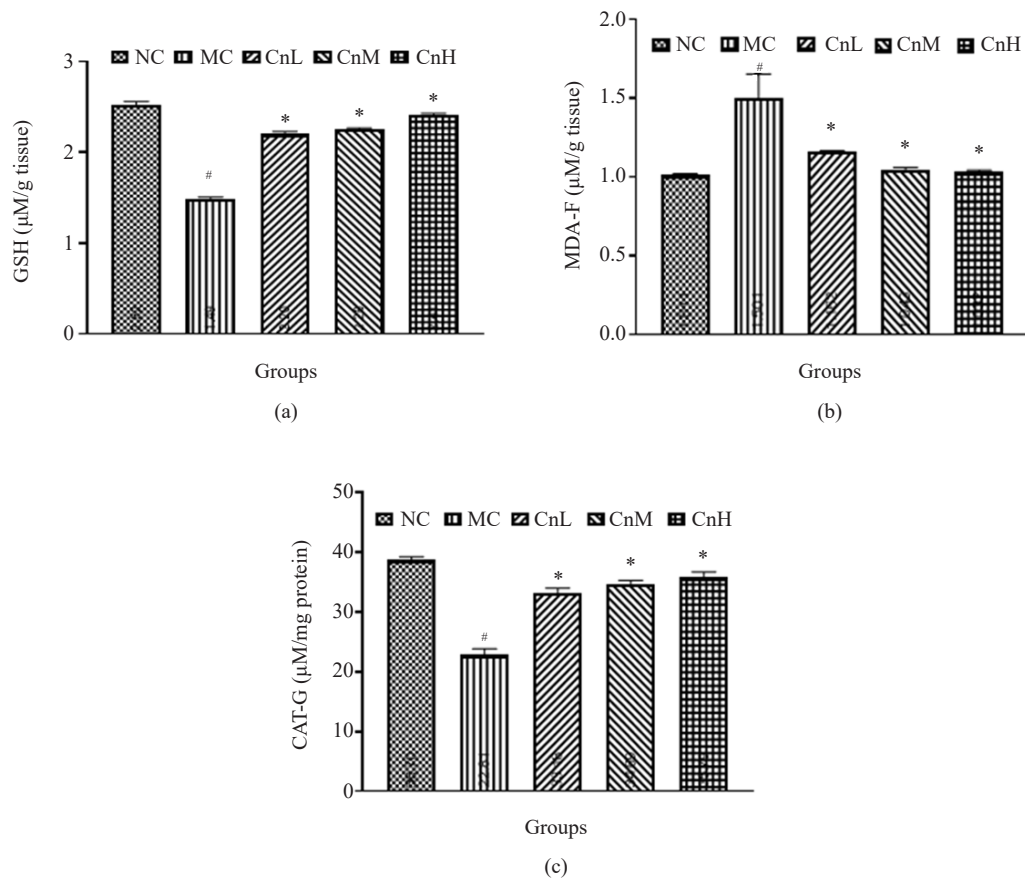 NC MC CnL CnM CnH
3
2
1
0
GSH (μM/g tissue)
#
*
*
*
Groups
(a)
NC MC CnL CnM CnH
2.0
1.5
1.0
0.5
0.0
MDA-F (μM/g tissue)
#
*
*
*
Groups
(b)
NC MC CnL CnM CnH
50
40
30
20
10
0
CAT-G (μM/mg protein)
#
*
*
*
22.61
Groups
(c)